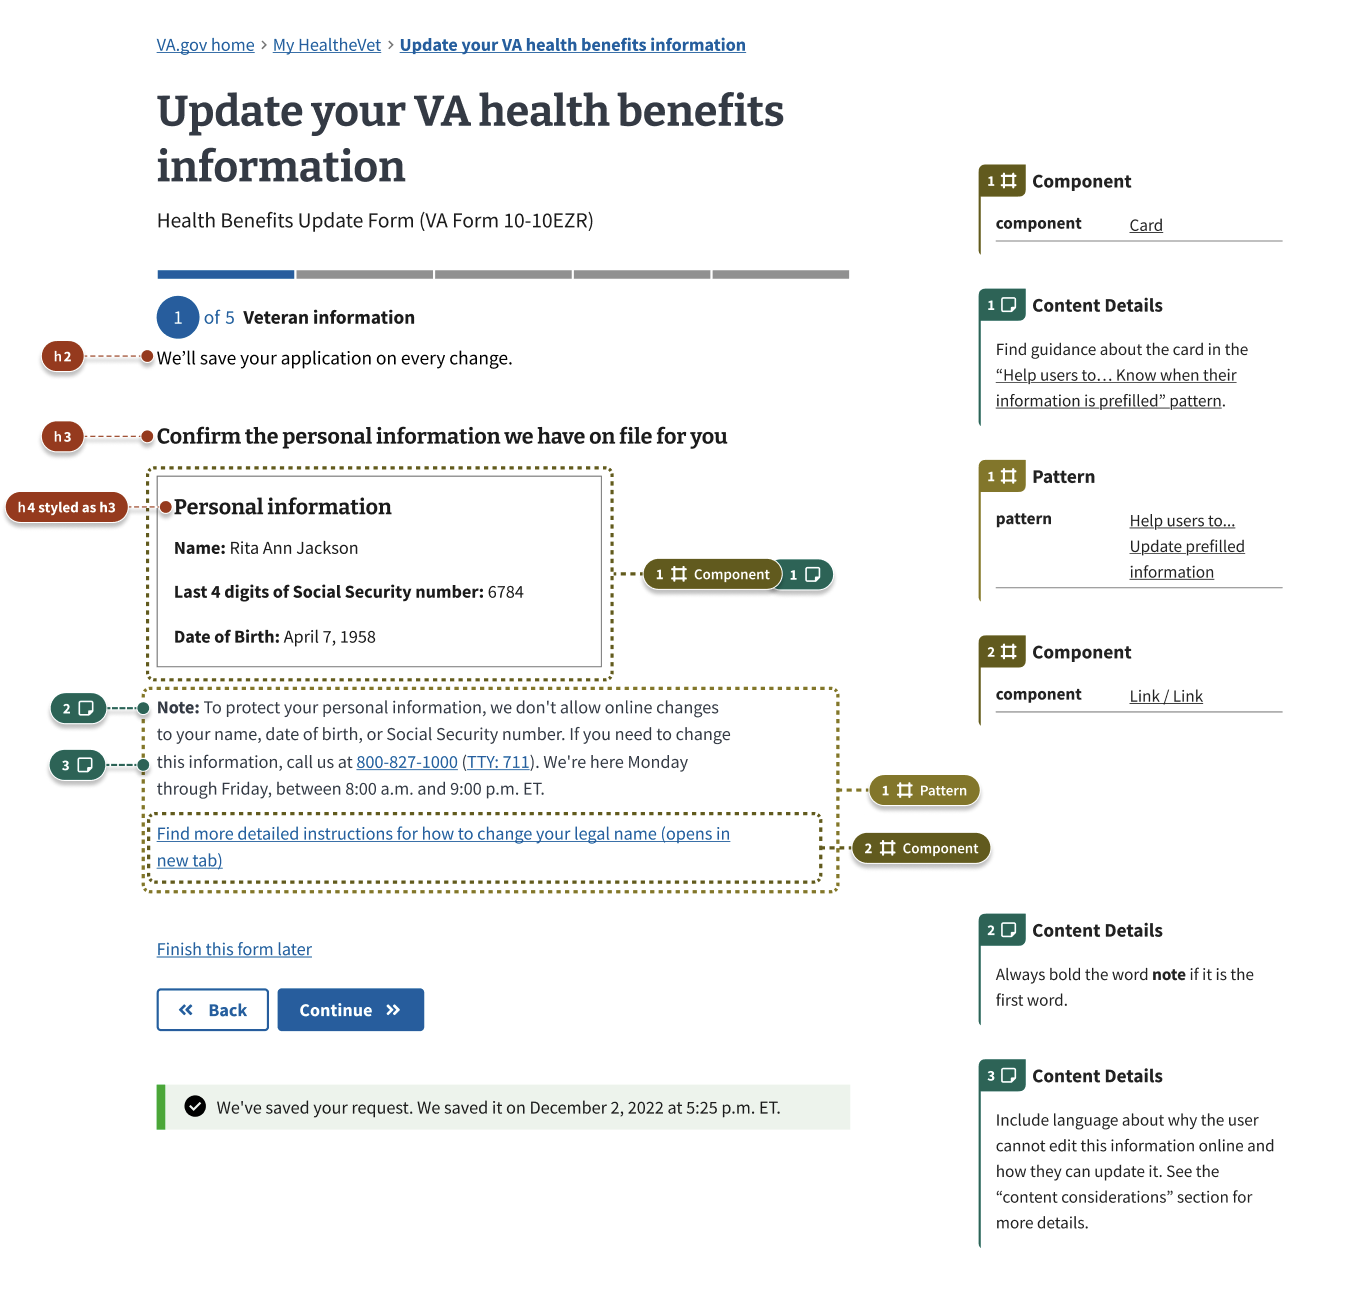 VA.gov home › My HealtheVet › Update your VA health benefits information
Update your VA health benefits
information
Health Benefits Update Form (VA Form 10-10EZR)
1 of 5 Veteran information
h2
We’ll save your application on every change.
h3
Confirm the personal information we have on file for you
h4 styled as h3
Personal information
Name: Rita Ann Jackson
Last 4 digits of Social Security number: 6784
Date of Birth: April 7, 1958
1 Component 1
2
Note: To protect your personal information, we don't allow online changes
to your name, date of birth, or Social Security number. If you need to change
3
this information, call us at 800-827-1000 (TTY: 711). We're here Monday
through Friday, between 8:00 a.m. and 9:00 p.m. ET.
1 Pattern
Find more detailed instructions for how to change your legal name (opens in
new tab)
2 Component
Finish this form later
Back
Continue
We've saved your request. We saved it on December 2, 2022 at 5:25 p.m. ET.
1 Component
component Card
1 Content Details
Find guidance about the card in the
“Help users to… Know when their
information is prefilled” pattern.
1 Pattern
pattern Help users to...
Update prefilled
information
2 Component
component Link / Link
2 Content Details
Always bold the word note if it is the
first word.
3 Content Details
Include language about why the user
cannot edit this information online and
how they can update it. See the
“content considerations” section for
more details.